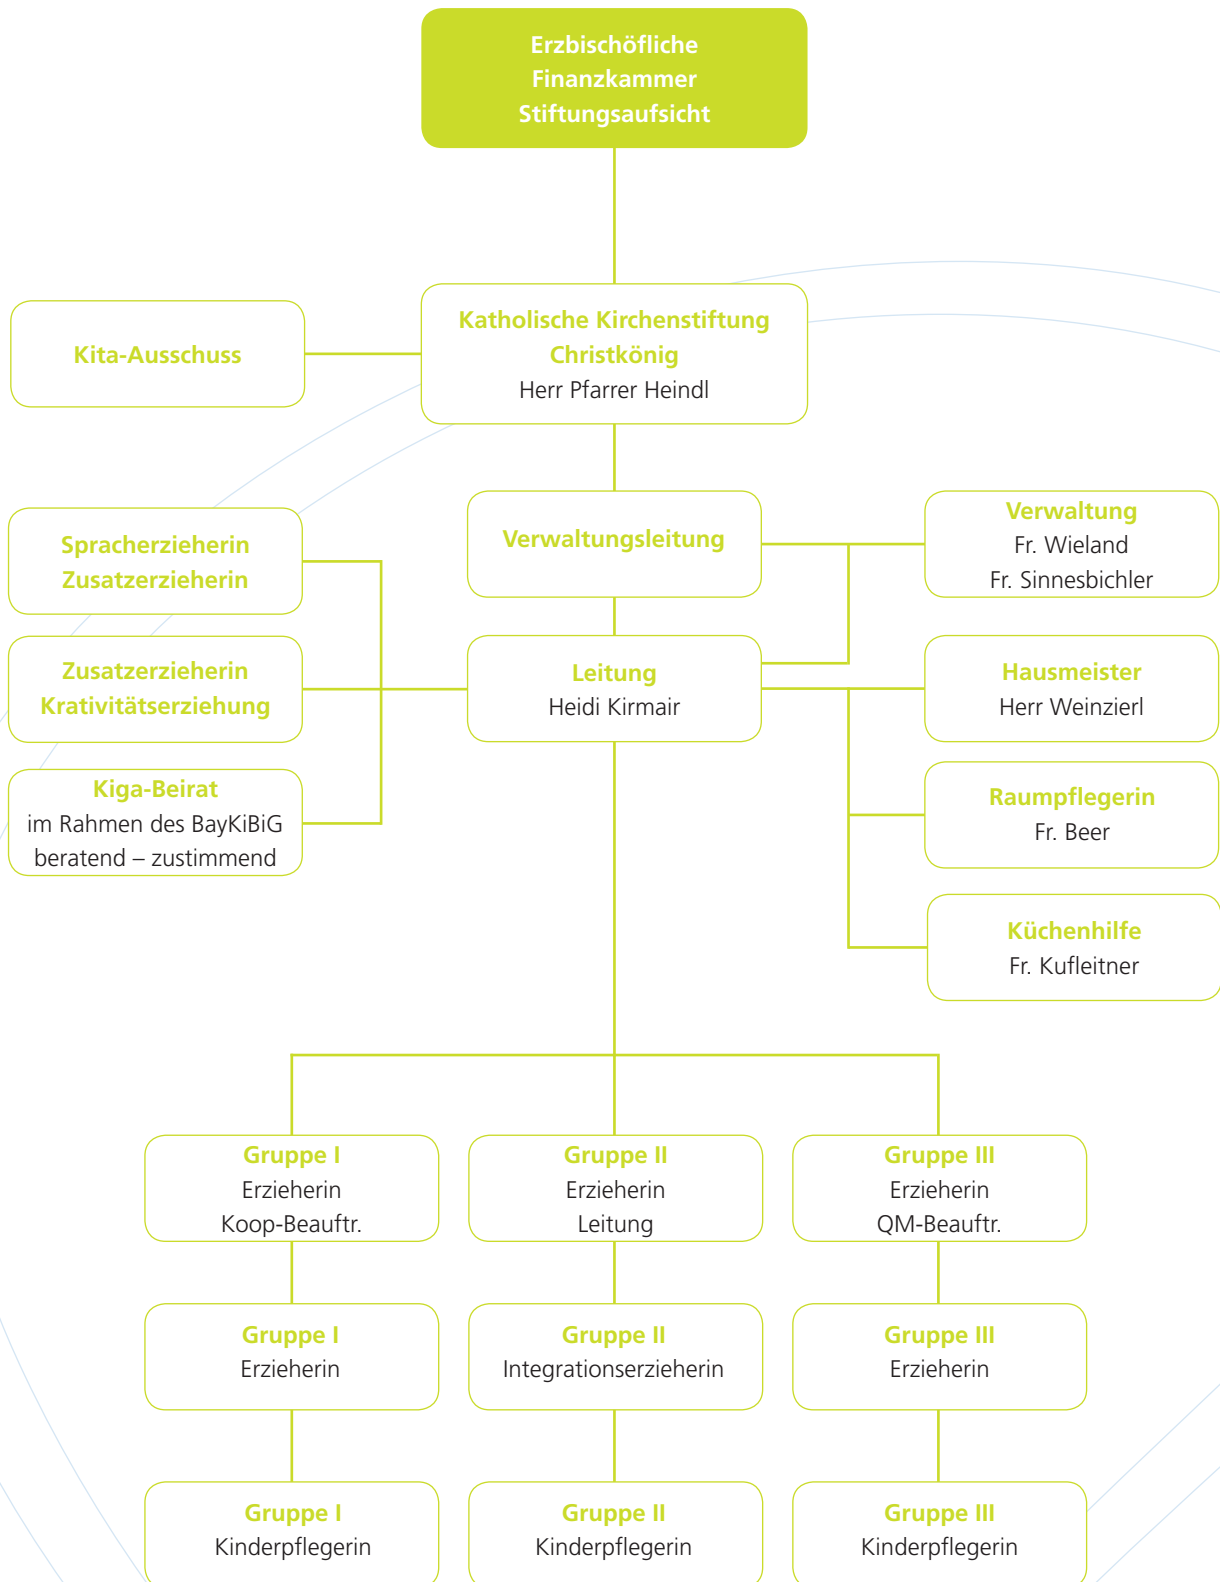 Erzbischöfliche
Finanzkammer
Stiftungsaufsicht
Kita-Ausschuss
Katholische Kirchenstiftung
Christkönig
Herr Pfarrer Heindl
Spracherzieherin
Zusatzerzieherin
Verwaltungsleitung
Verwaltung
Fr. Wieland
Fr. Sinnesbichler
Zusatzerzieherin
Krativitätserziehung
Leitung
Heidi Kirmair
Hausmeister
Herr Weinzierl
Kiga-Beirat
im Rahmen des BayKiBiG
beratend – zustimmend
Raumpflegerin
Fr. Beer
Küchenhilfe
Fr. Kufleitner
Gruppe I
Erzieherin
Koop-Beauftr.
Gruppe II
Erzieherin
Leitung
Gruppe III
Erzieherin
QM-Beauftr.
Gruppe I
Erzieherin
Gruppe II
Integrationserzieherin
Gruppe III
Erzieherin
Gruppe I
Kinderpflegerin
Gruppe II
Kinderpflegerin
Gruppe III
Kinderpflegerin